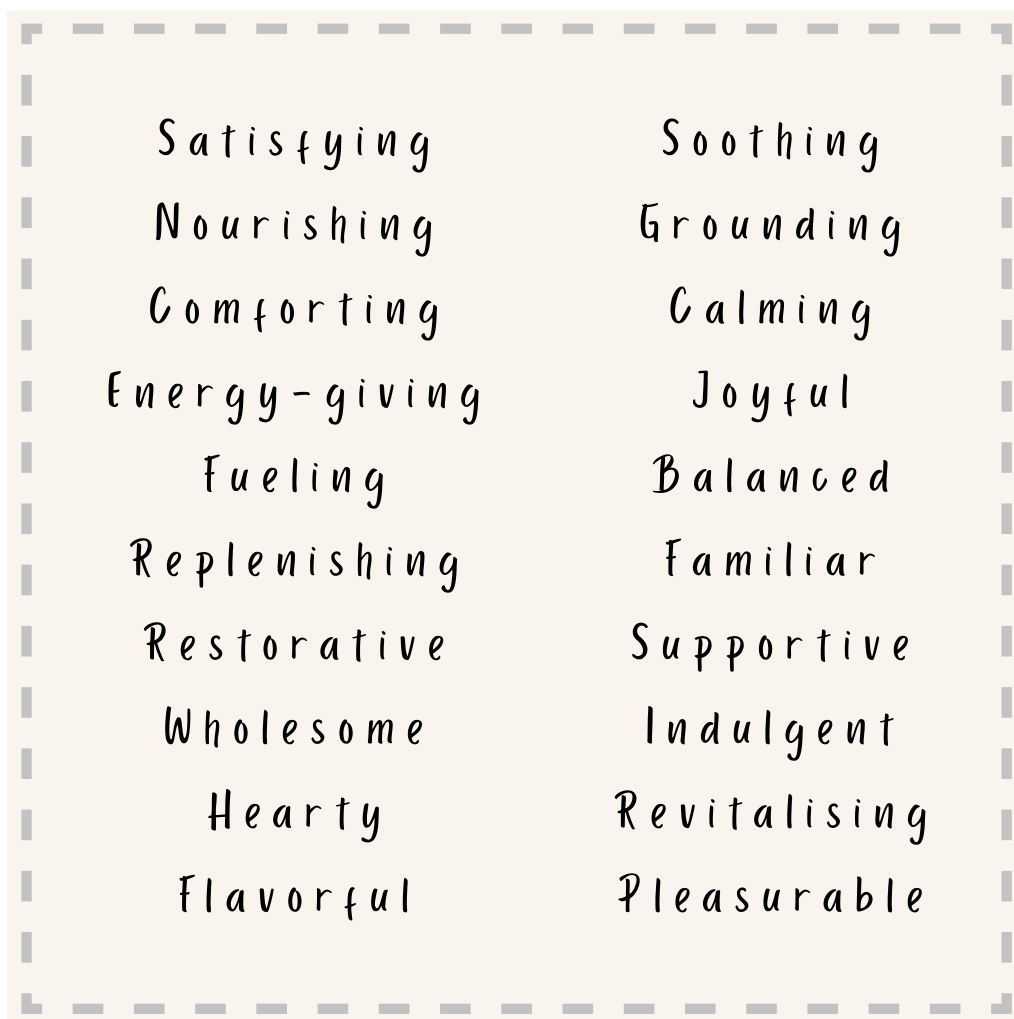 Satisfying
Nourishing
Comforting
Energy-giving
Fueling
Replenishing
Restorative
Wholesome
Hearty
Flavorful
Soothing
Grounding
Calming
Joyful
Balanced
Familiar
Supportive
Indulgent
Revitalising
Pleasurable